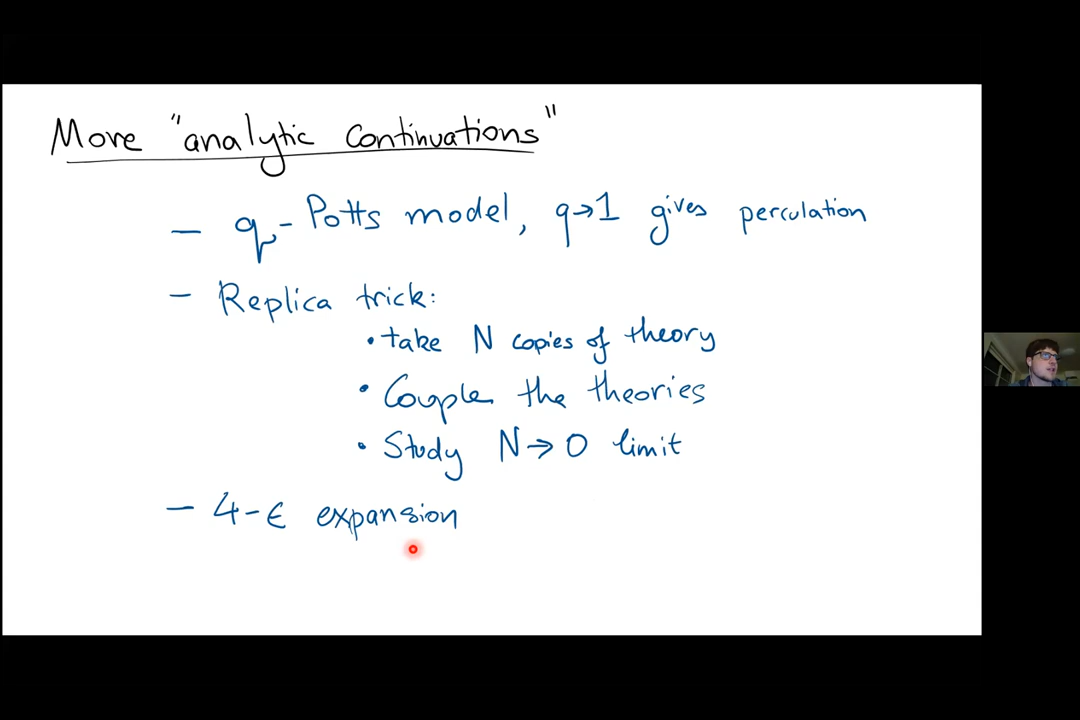 More "analytic continuations"
- q-Potts model, q→1 gives perculation
- Replica trick:
• take N copies of theory
• Couple the theories
• Study N→0 limit
- 4-ϵ expansion